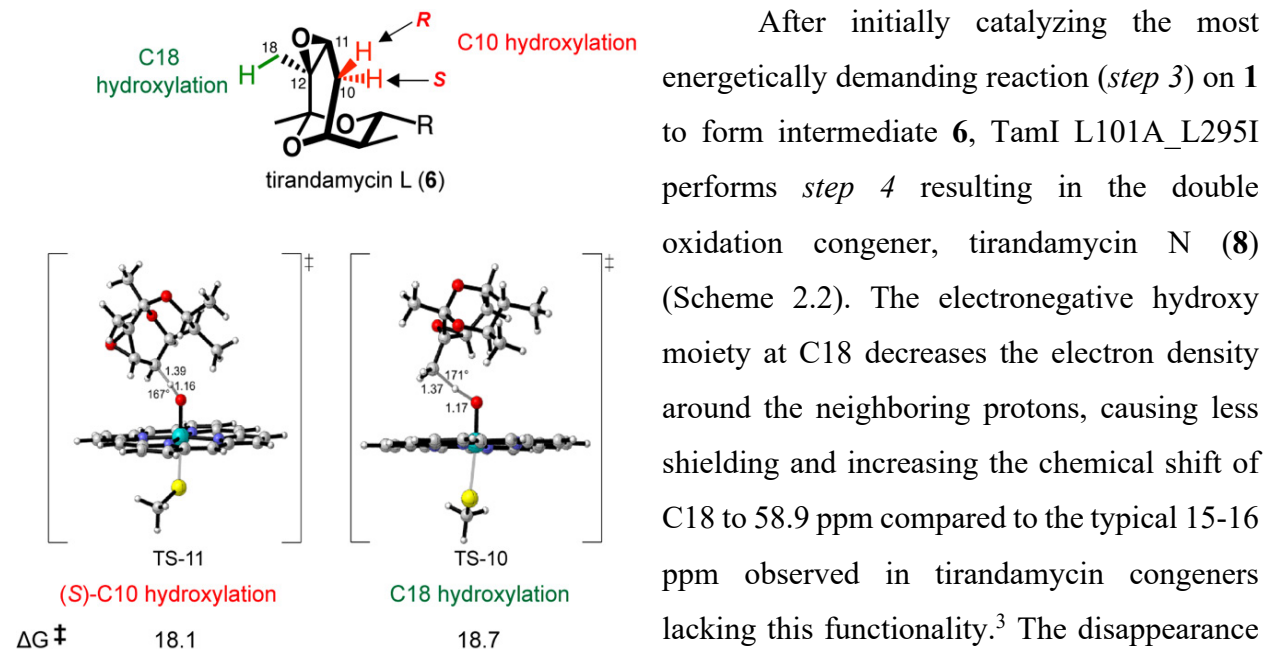 R
S
C18
hydroxylation
C10 hydroxylation
O
18
11
H
H
H
12
10
O
R
O
tirandamycin L (6)
1.39
1.16
167°
‡
TS-11
(S)-C10 hydroxylation
ΔG‡ 18.1
171°
1.37
1.17
‡
TS-10
C18 hydroxylation
18.7
After initially catalyzing the most
energetically demanding reaction (step 3) on 1
to form intermediate 6, TamI L101A_L295I
performs step 4 resulting in the double
oxidation congener, tirandamycin N (8)
(Scheme 2.2). The electronegative hydroxy
moiety at C18 decreases the electron density
around the neighboring protons, causing less
shielding and increasing the chemical shift of
C18 to 58.9 ppm compared to the typical 15-16
ppm observed in tirandamycin congeners
lacking this functionality.3 The disappearance